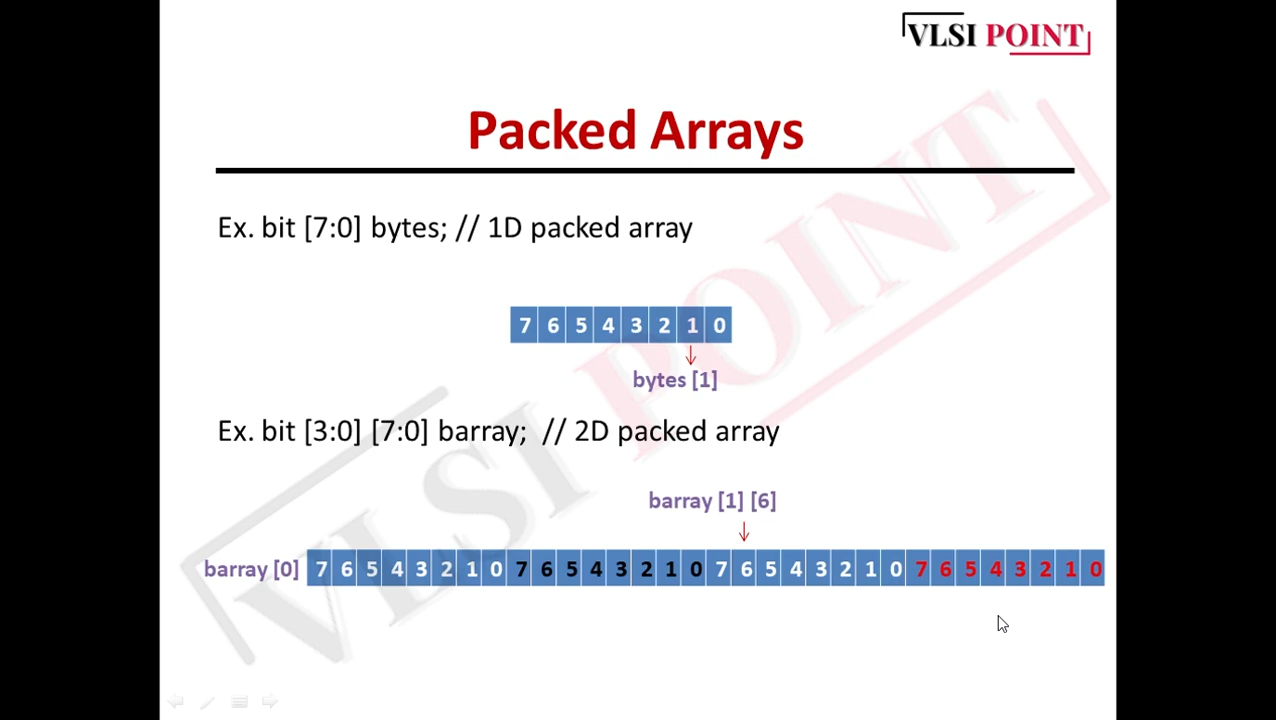 VLSI POINT
Packed Arrays
Ex. bit [7:0] bytes; // 1D packed array
7 6 5 4 3 2 1 0
bytes [1]
Ex. bit [3:0] [7:0] barray; // 2D packed array
barray [1] [6]
barray [0] 7 6 5 4 3 2 1 0 7 6 5 4 3 2 1 0 7 6 5 4 3 2 1 0 7 6 5 4 3 2 1 0
VLSI POINT